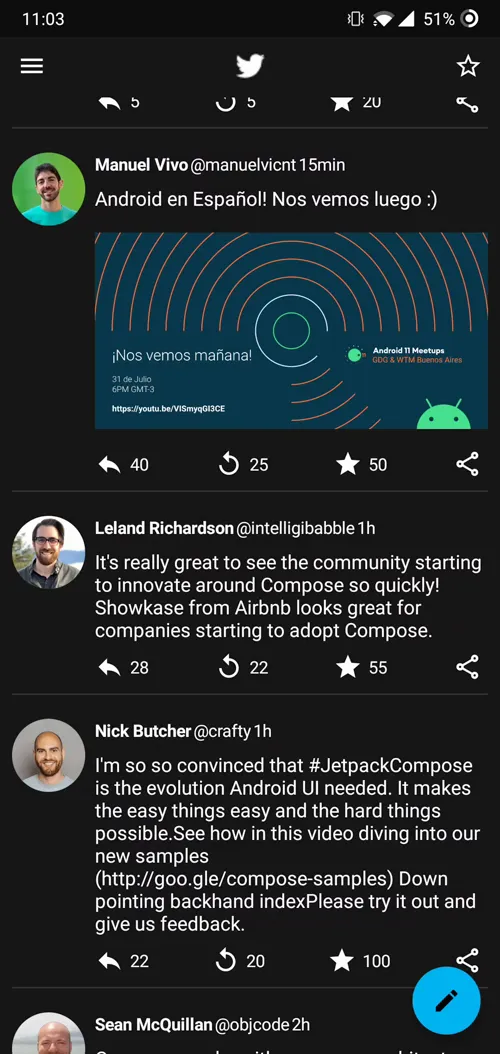 11:03
51%
5 5 20
Manuel Vivo @manuelvicnt 15min
Android en Español! Nos vemos luego :)
¡Nos vemos mañana!
31 de Julio
6PM GMT-3
https://youtu.be/VISmyqGI3CE
Android 11 Meetups
GDG & WTM Buenos Aires
40 25 50
Leland Richardson @intelligibabble 1h
It's really great to see the community starting
to innovate around Compose so quickly!
Showkase from Airbnb looks great for
companies starting to adopt Compose.
28 22 55
Nick Butcher @crafty 1h
I'm so so convinced that #JetpackCompose
is the evolution Android UI needed. It makes
the easy things easy and the hard things
possible.See how in this video diving into our
new samples
(http://goo.gle/compose-samples) Down
pointing backhand indexPlease try it out and
give us feedback.
22 20 100
Sean McQuillan @objcode 2h